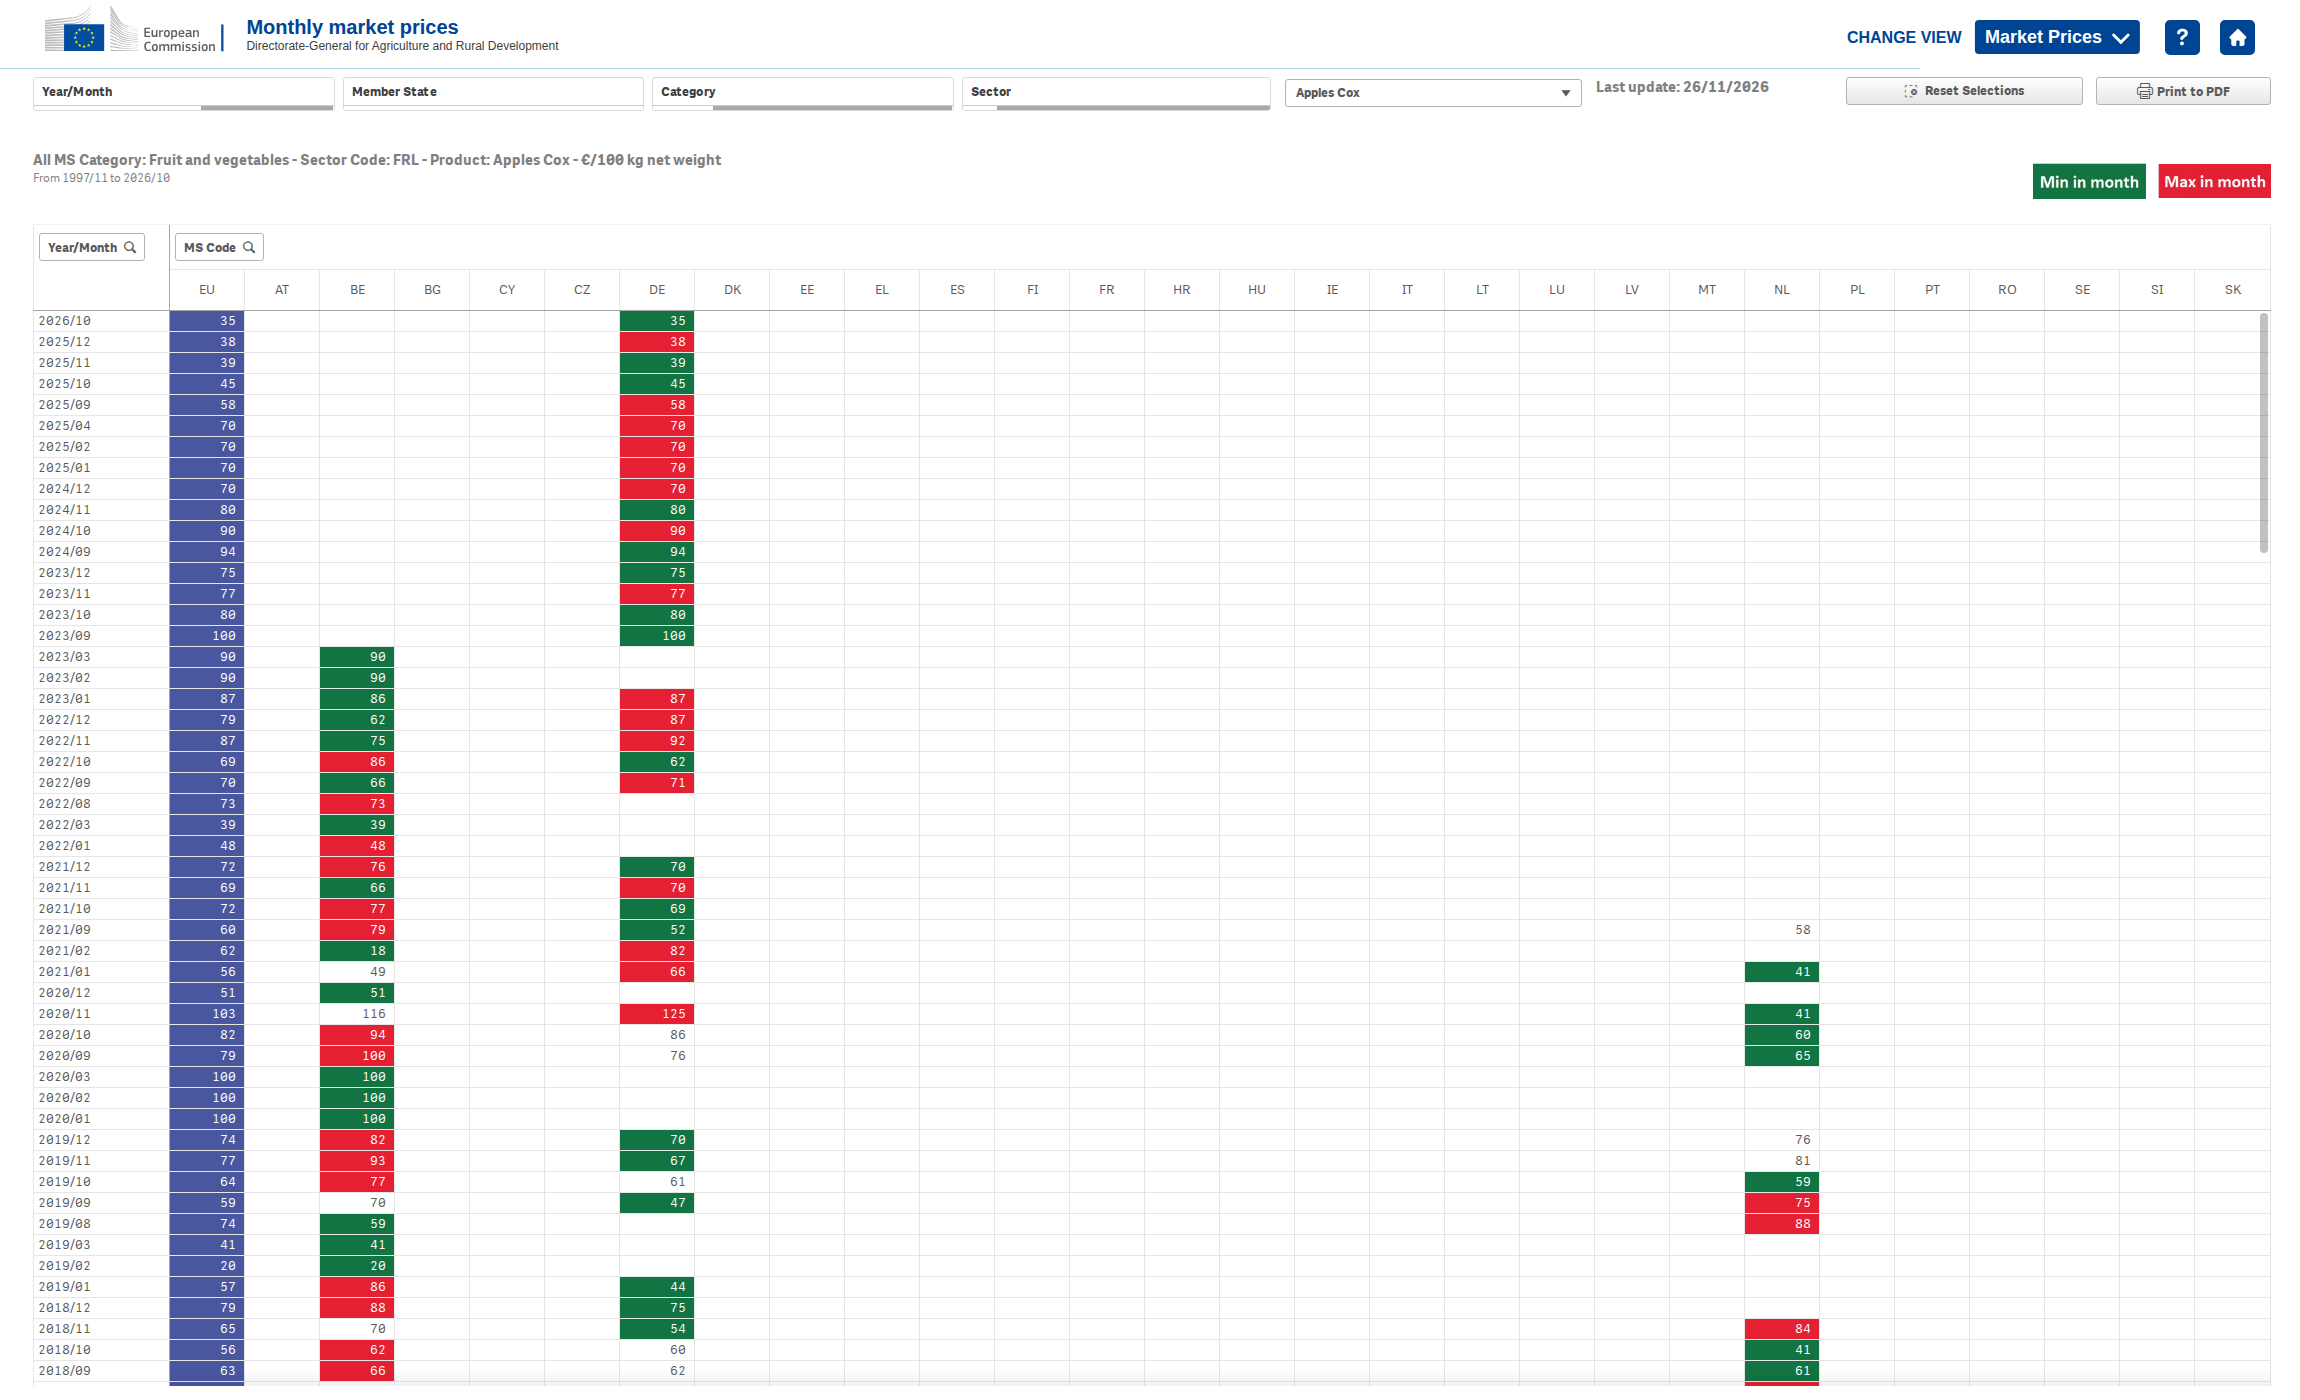 European
Commission
Monthly market prices
Directorate-General for Agriculture and Rural Development
CHANGE VIEW
Market Prices
?
Year/Month
Member State
Category
Sector
Apples Cox
Last update: 26/11/2026
Reset Selections
Print to PDF
All MS Category: Fruit and vegetables - Sector Code: FRL - Product: Apples Cox - €/100 kg net weight
From 1997/11 to 2026/10
Min in month
Max in month
Year/Month
MS Code
EU AT BE BG CY CZ DE DK EE EL ES FI FR HR HU IE IT LT LU LV MT NL PL PT RO SE SI SK
2026/10 35 35
2025/12 38 38
2025/11 39 39
2025/10 45 45
2025/09 58 58
2025/04 70 70
2025/02 70 70
2025/01 70 70
2024/12 70 70
2024/11 80 80
2024/10 90 90
2024/09 94 94
2023/12 75 75
2023/11 77 77
2023/10 80 80
2023/09 100 100
2023/03 90 90
2023/02 90 90
2023/01 87 86 87
2022/12 79 62 87
2022/11 87 75 92
2022/10 69 86 62
2022/09 70 66 71
2022/08 73 73
2022/03 39 39
2022/01 48 48
2021/12 72 76 70
2021/11 69 66 70
2021/10 72 77 69
2021/09 60 79 52 58
2021/02 62 18 82
2021/01 56 49 66 41
2020/12 51 51
2020/11 103 116 125 41
2020/10 82 94 86 60
2020/09 79 100 76 65
2020/03 100 100
2020/02 100 100
2020/01 100 100
2019/12 74 82 70 76
2019/11 77 93 67 81
2019/10 64 77 61 59
2019/09 59 70 47 75
2019/08 74 59 88
2019/03 41 41
2019/02 20 20
2019/01 57 86 44
2018/12 79 88 75
2018/11 65 70 54 84
2018/10 56 62 60 41
2018/09 63 66 62 61